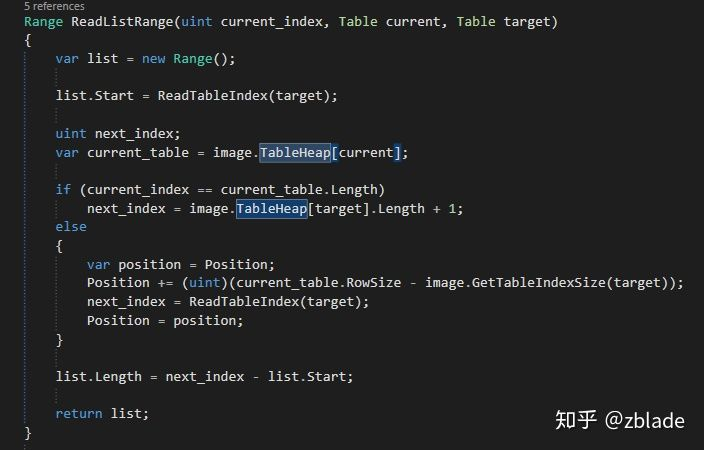 5 references
Range ReadListRange(uint current_index, Table current, Table target)
{
    var list = new Range();

    list.Start = ReadTableIndex(target);

    uint next_index;
    var current_table = image.TableHeap[current];

    if (current_index == current_table.Length)
        next_index = image.TableHeap[target].Length + 1;
    else
    {
        var position = Position;
        Position += (uint)(current_table.RowSize - image.GetTableIndexSize(target));
        next_index = ReadTableIndex(target);
        Position = position;
    }

    list.Length = next_index - list.Start;

    return list;
}
知乎 @zblade